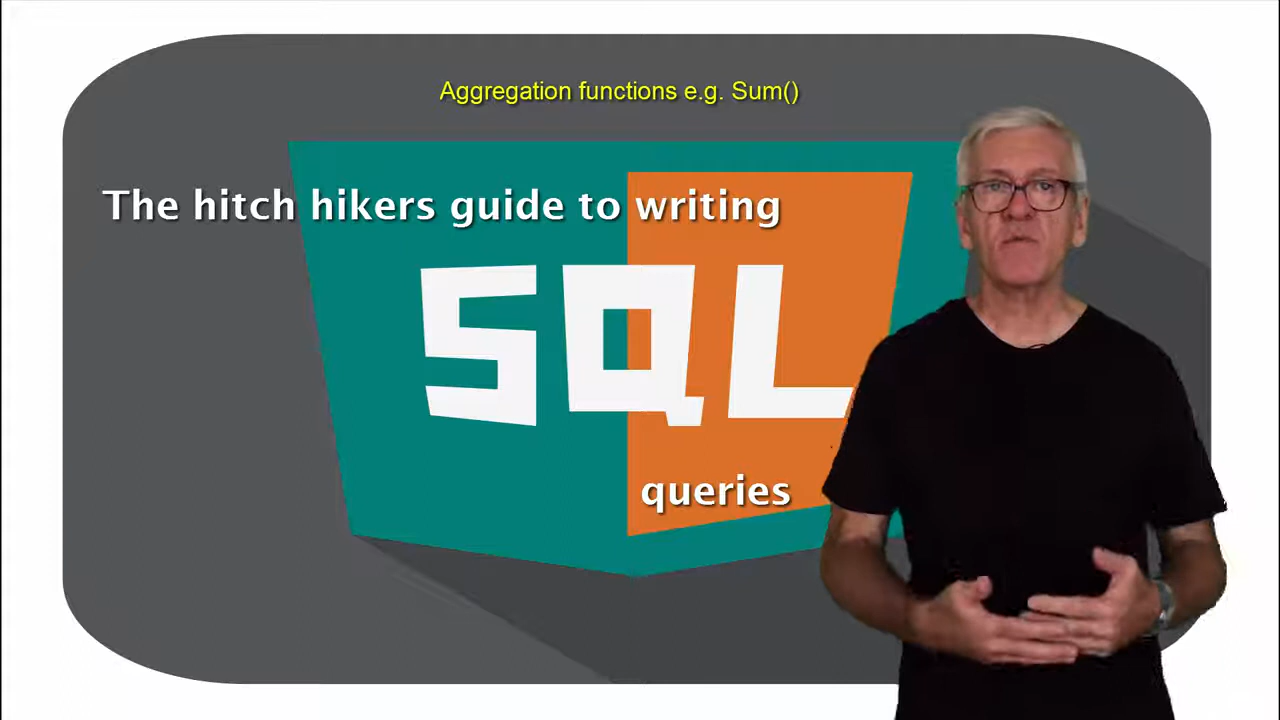 Aggregation functions e.g. Sum()
The hitch hikers guide to writing
SQL
queries